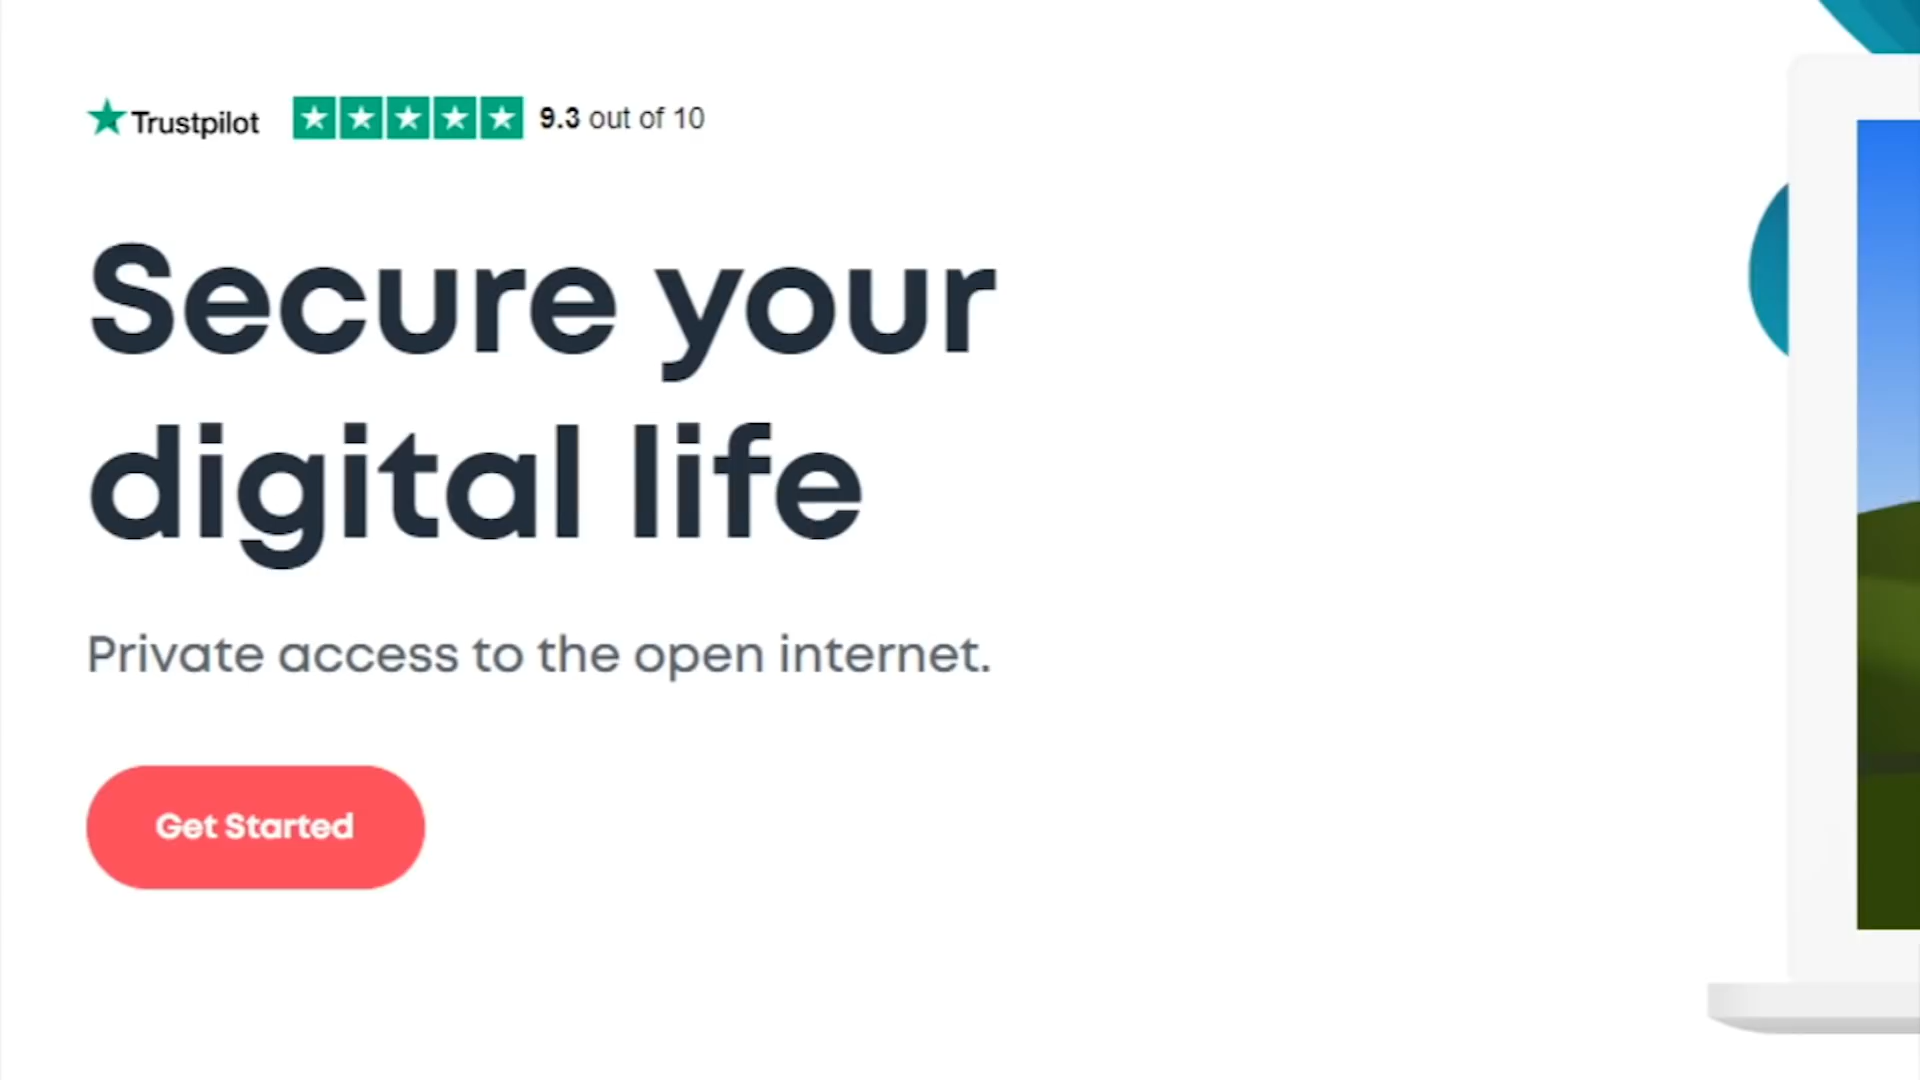 Trustpilot 9.3 out of 10
Secure your
digital life
Private access to the open internet.
Get Started